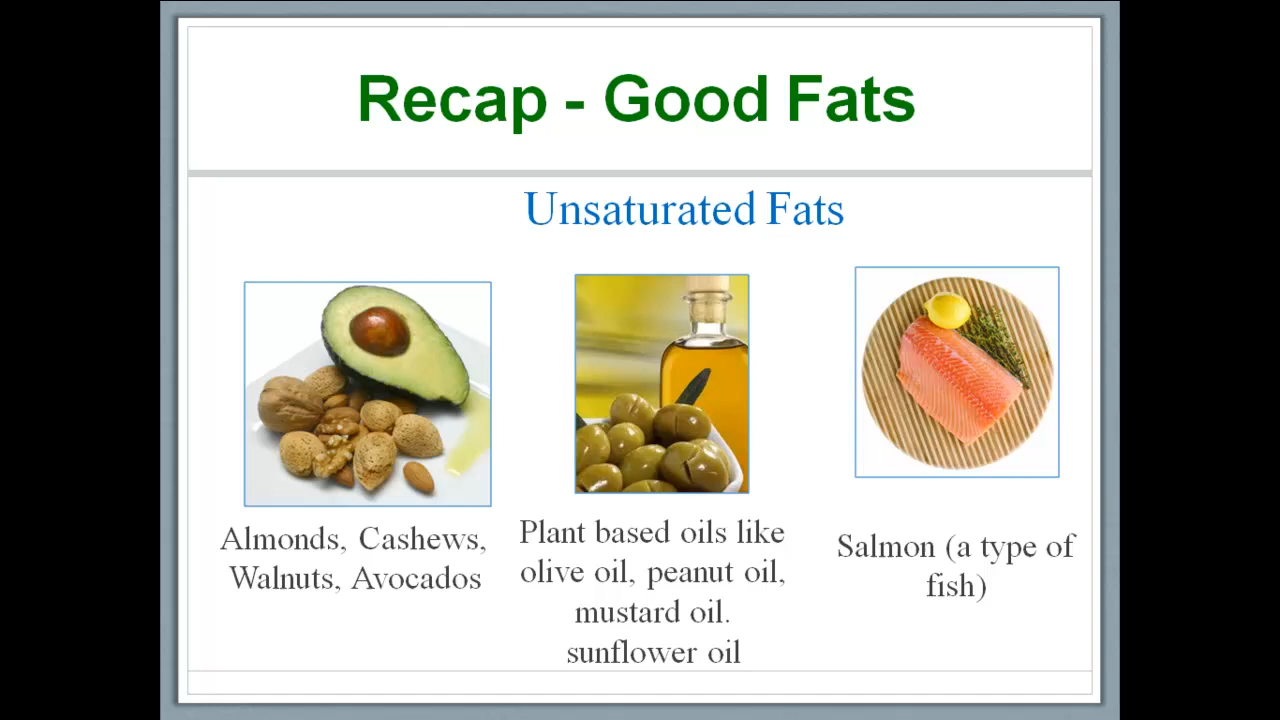 Recap - Good Fats
Unsaturated Fats
Almonds, Cashews,
Walnuts, Avocados
Plant based oils like
olive oil, peanut oil,
mustard oil.
sunflower oil
Salmon (a type of
fish)